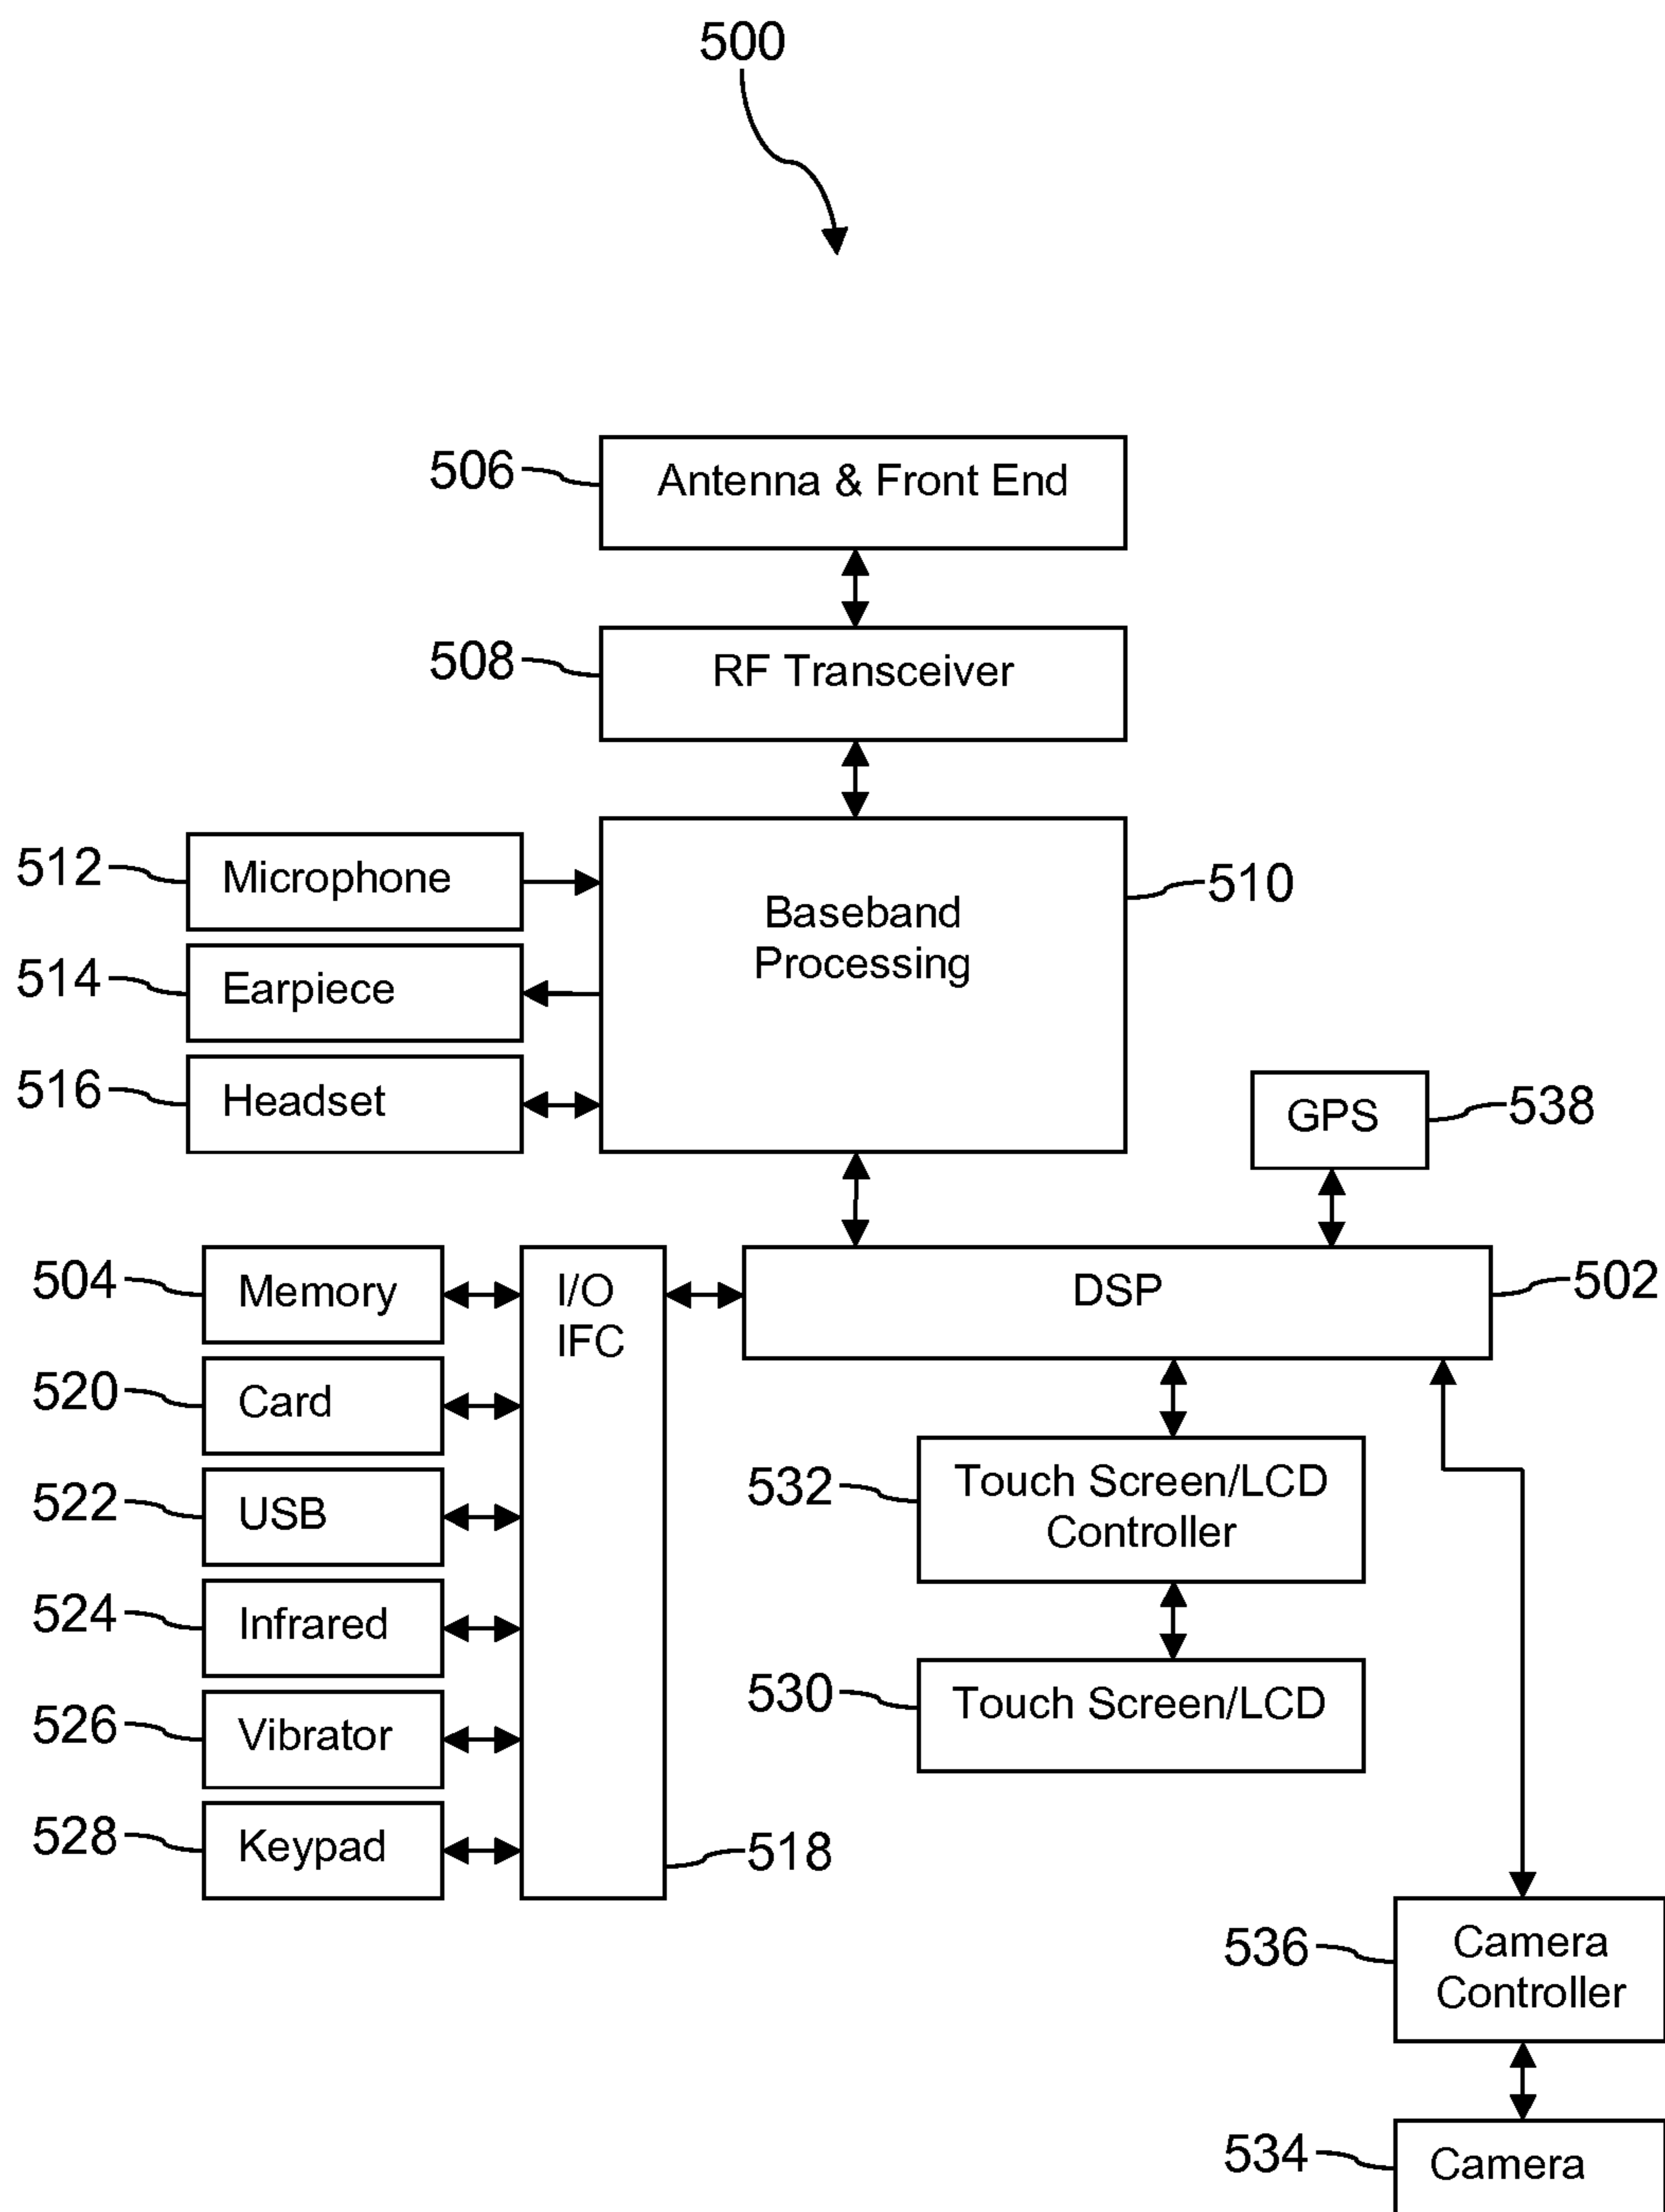 500
506
Antenna & Front End
508
RF Transceiver
512
Microphone
510
Baseband
Processing
514
Earpiece
516
Headset
GPS
538
504
Memory
I/O
IFC
DSP
502
520
Card
522
USB
532
Touch Screen/LCD
Controller
524
Infrared
526
Vibrator
530
Touch Screen/LCD
528
Keypad
518
536
Camera
Controller
534
Camera